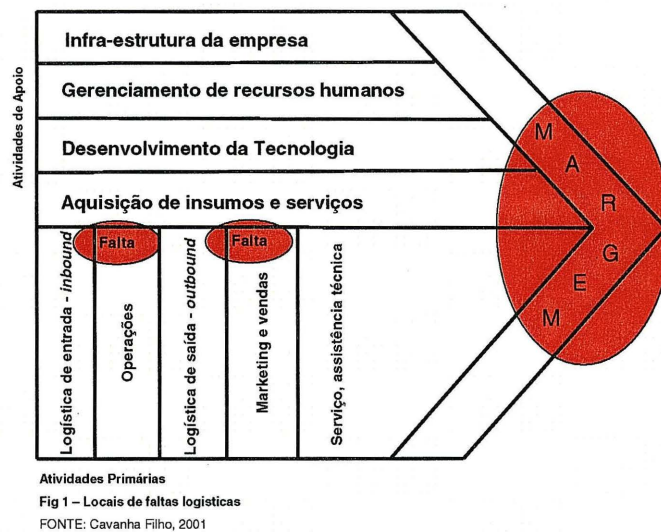 Atividades de Apoio
Infra-estrutura da empresa
Gerenciamento de recursos humanos
Desenvolvimento da Tecnologia
Aquisição de insumos e serviços
Falta
Falta
Logística de entrada - inbound
Operações
Logística de saída - outbound
Marketing e vendas
Serviço, assistência técnica
MARGEM
Atividades Primárias
Fig 1 – Locais de faltas logisticas
FONTE: Cavanha Filho, 2001